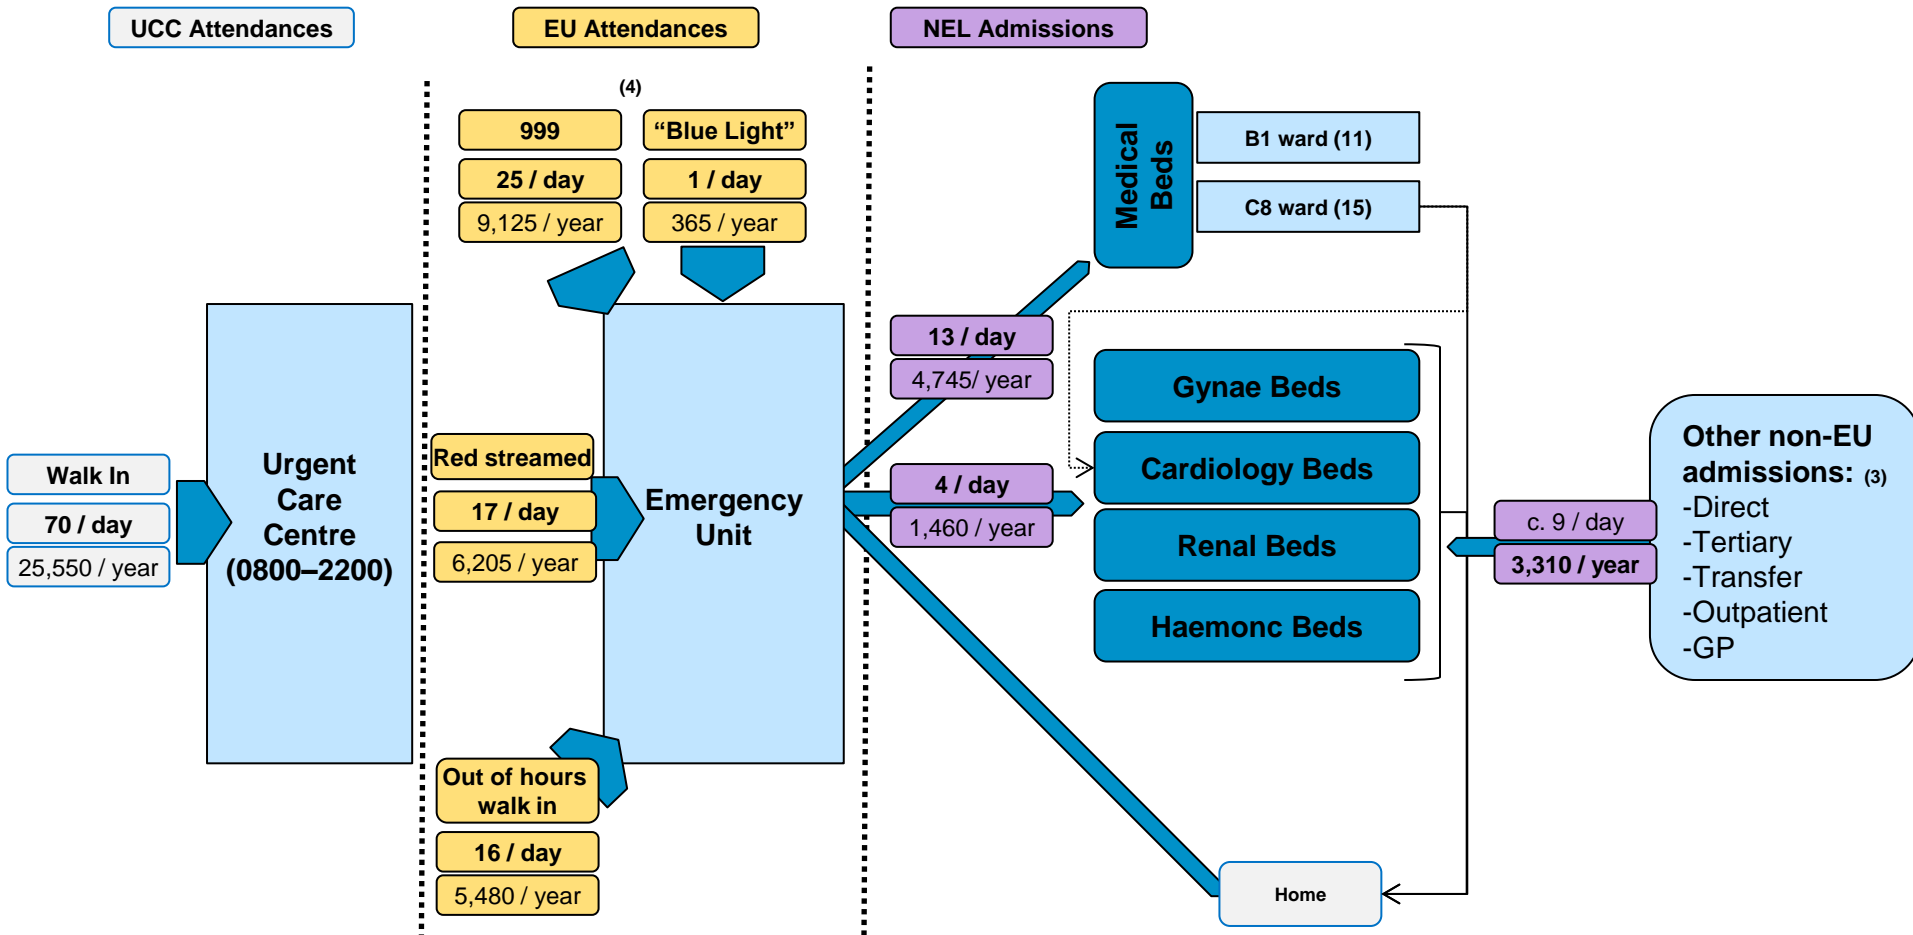 UCC Attendances
EU Attendances
NEL Admissions
(4)
999
“Blue Light”
25 / day
1 / day
9,125 / year
365 / year
Medical
Beds
B1 ward (11)
C8 ward (15)
13 / day
4,745/ year
Walk In
70 / day
25,550 / year
Urgent
Care
Centre
(0800–2200)
Red streamed
17 / day
6,205 / year
Emergency
Unit
4 / day
1,460 / year
Gynae Beds
Cardiology Beds
Renal Beds
Haemonc Beds
c. 9 / day
3,310 / year
Other non-EU
admissions: (3)
-Direct
-Tertiary
-Transfer
-Outpatient
-GP
Out of hours
walk in
16 / day
5,480 / year
Home